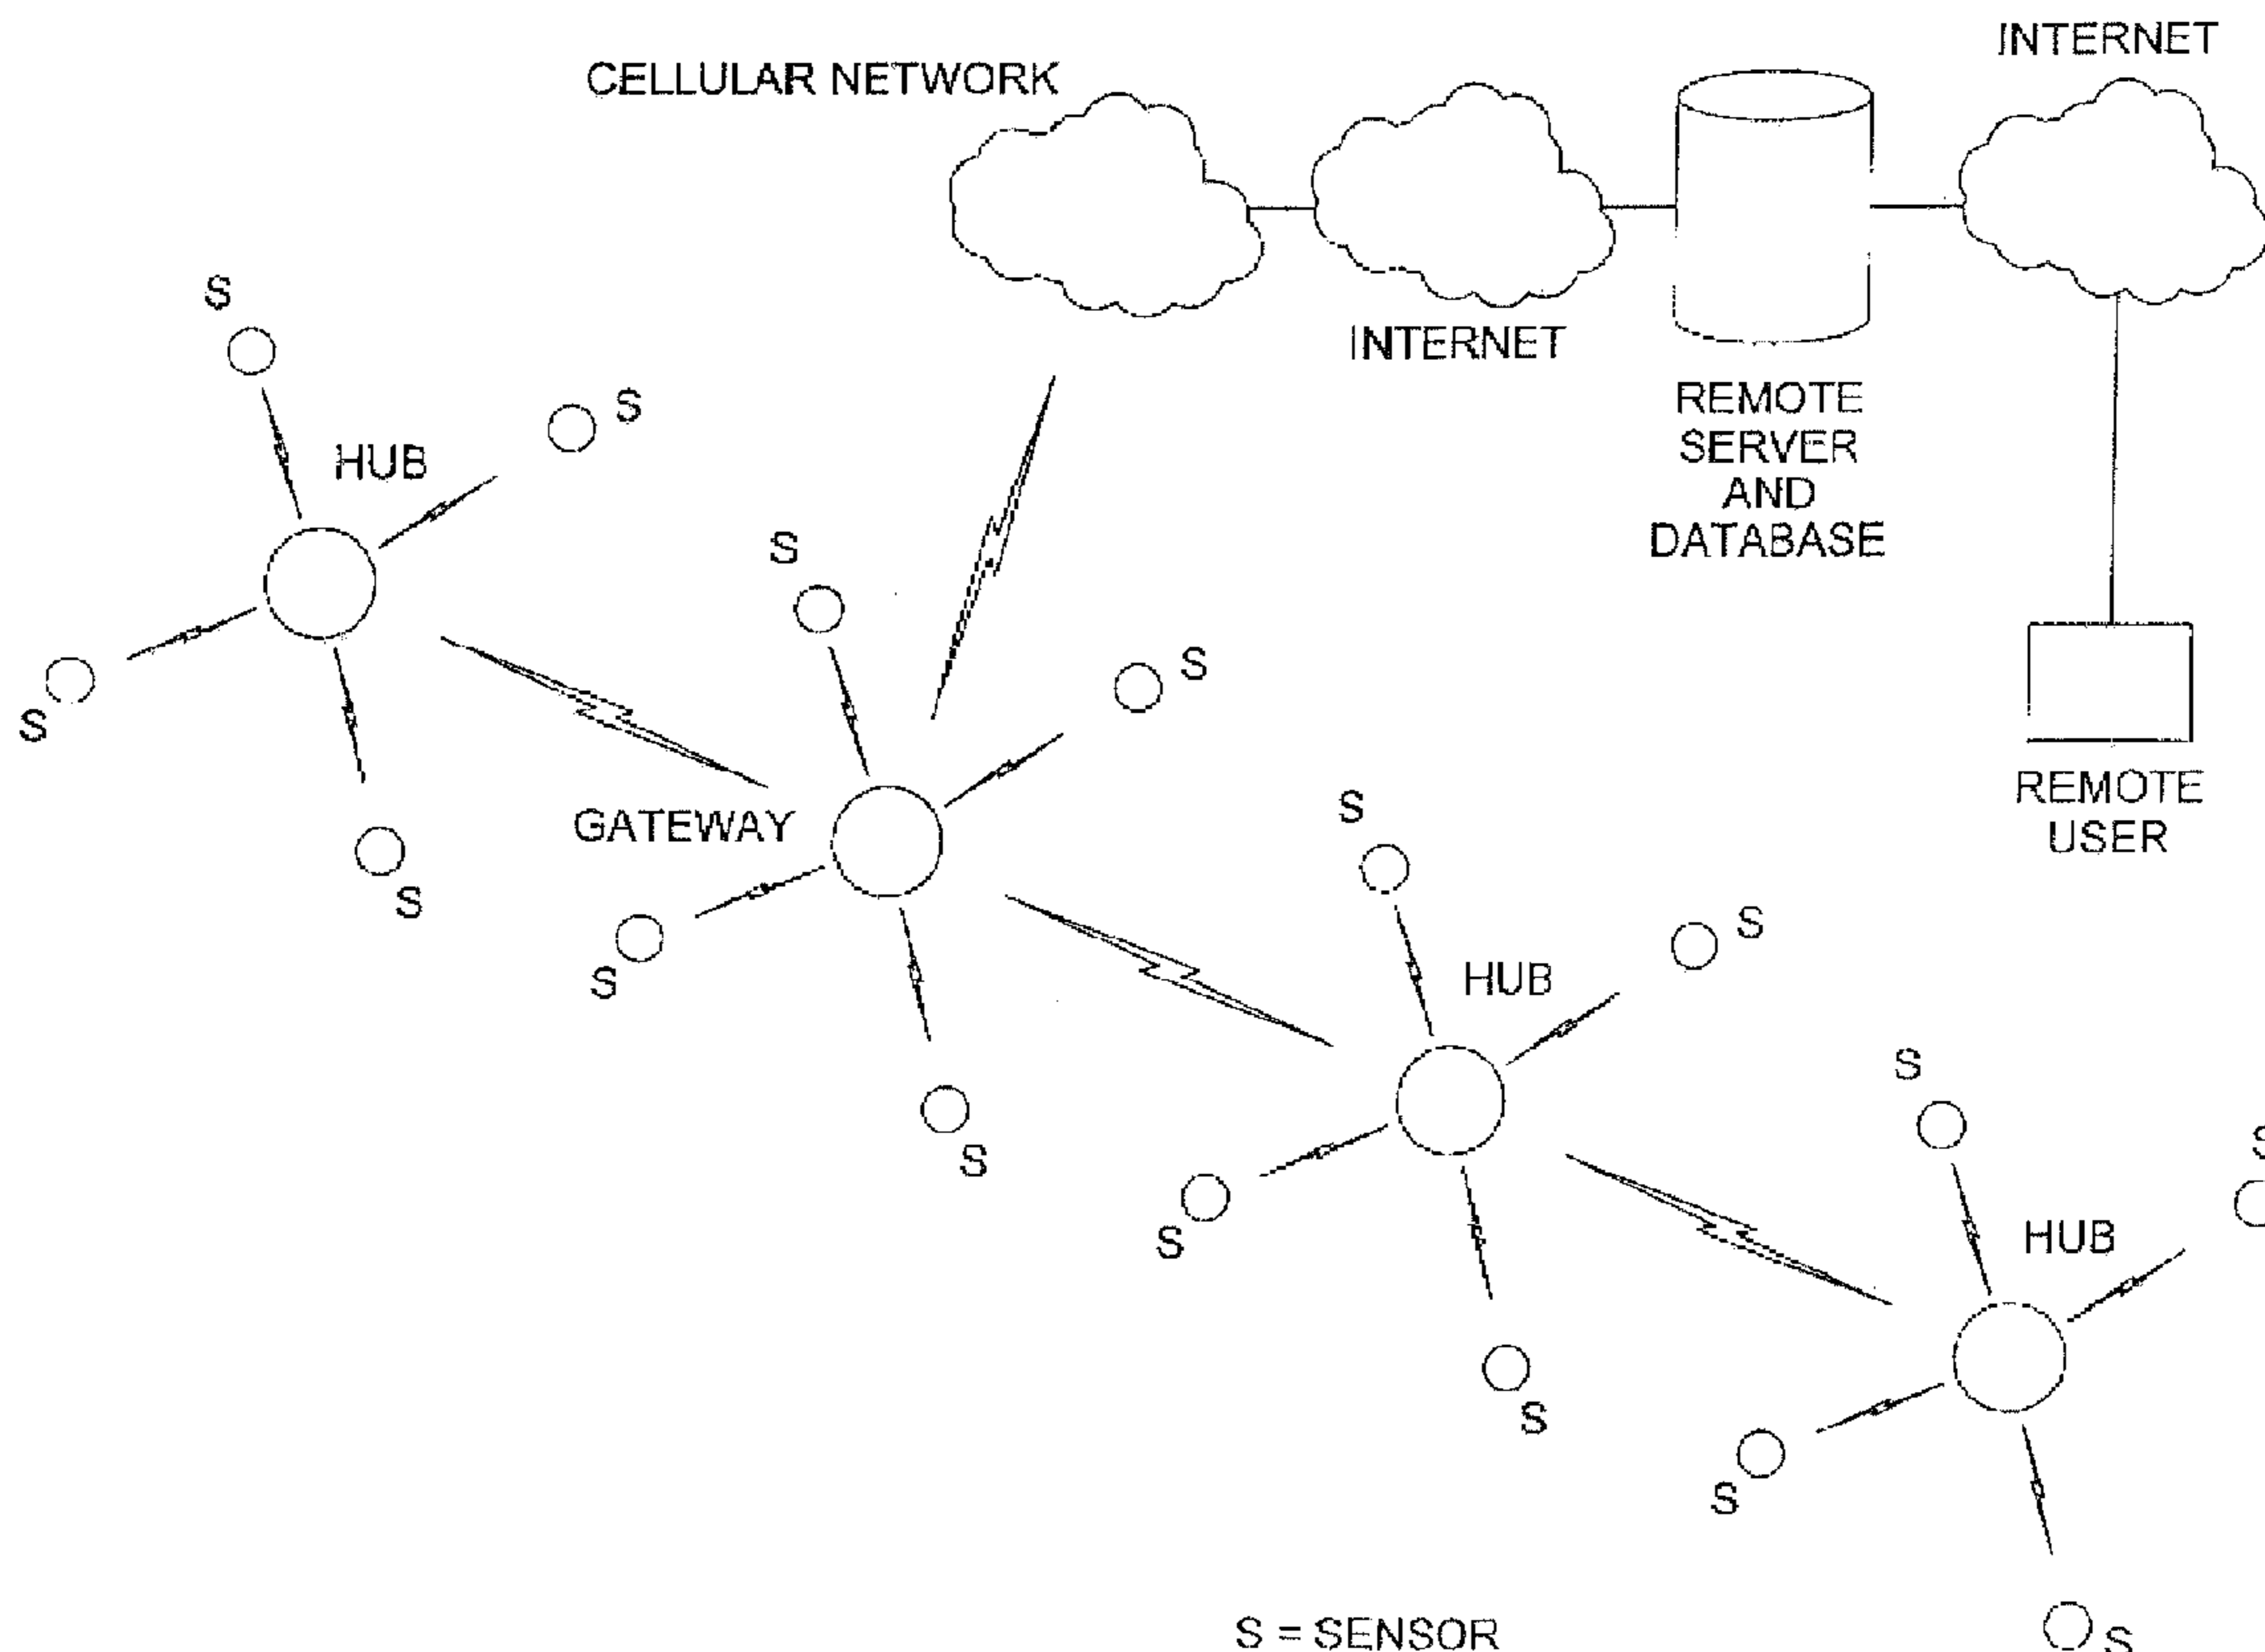 INTERNET
CELLULAR NETWORK
INTERNET
REMOTE
SERVER
AND
DATABASE
S
S
HUB
S
S
S
S
GATEWAY
S
S
REMOTE
USER
S
S
HUB
S
S
S
S
HUB
S
S
S = SENSOR
S